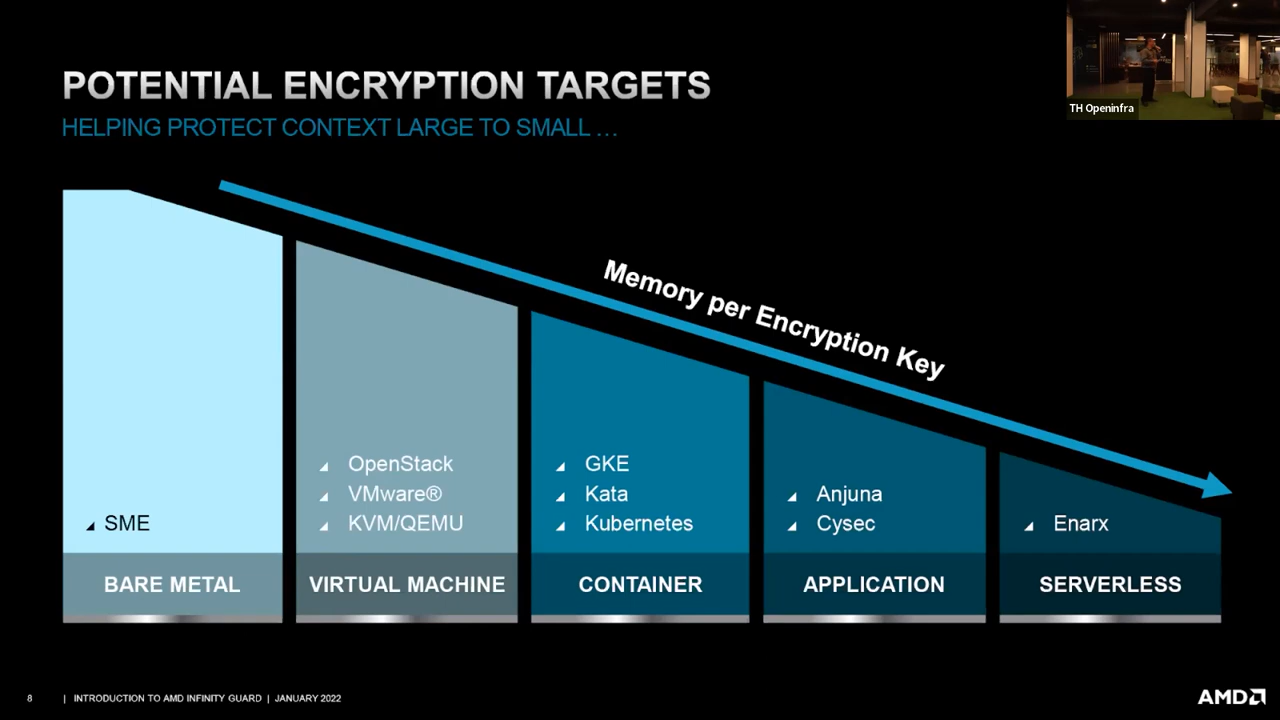 POTENTIAL ENCRYPTION TARGETS
HELPING PROTECT CONTEXT LARGE TO SMALL …
TH Openinfra
Memory per Encryption Key
SME
BARE METAL
OpenStack
VMware®
KVM/QEMU
VIRTUAL MACHINE
GKE
Kata
Kubernetes
CONTAINER
Anjuna
Cysec
APPLICATION
Enarx
SERVERLESS
8 | INTRODUCTION TO AMD INFINITY GUARD | JANUARY 2022
AMD